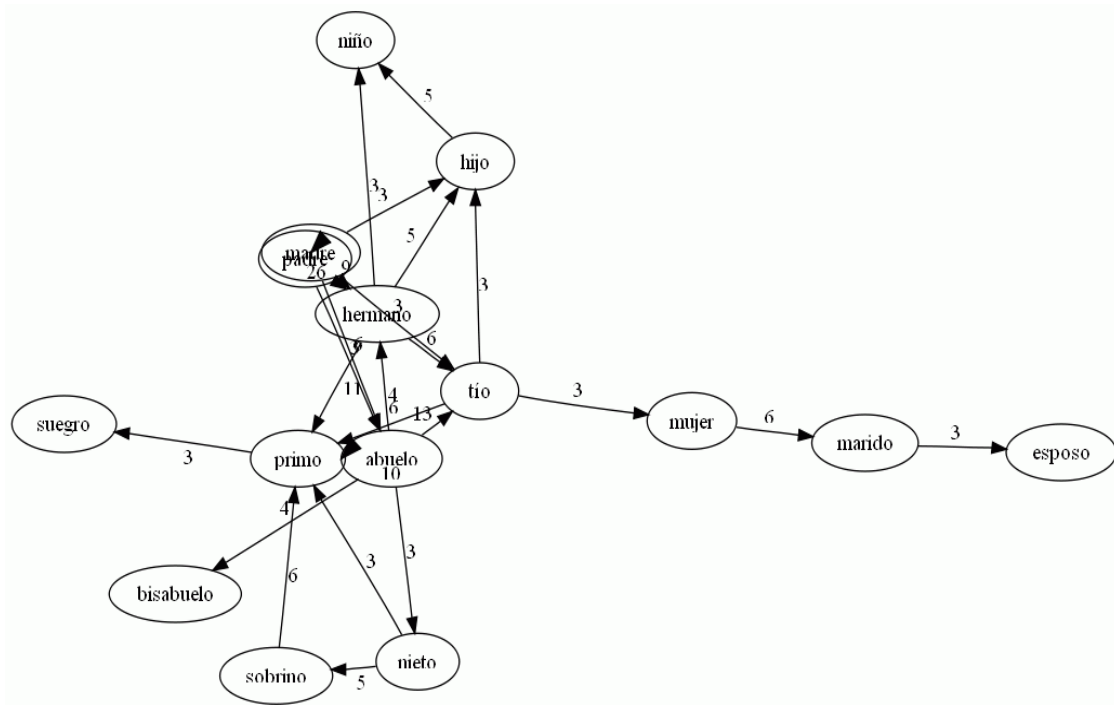 niño
5
hijo
3
3
madre
padre
5
26
9
hermano
3
3
6
tío
11
4
6
13
3
mujer
6
marido
3
esposo
suegro
3
primo
abuelo
10
4
3
3
bisabuelo
6
sobrino
5
nieto